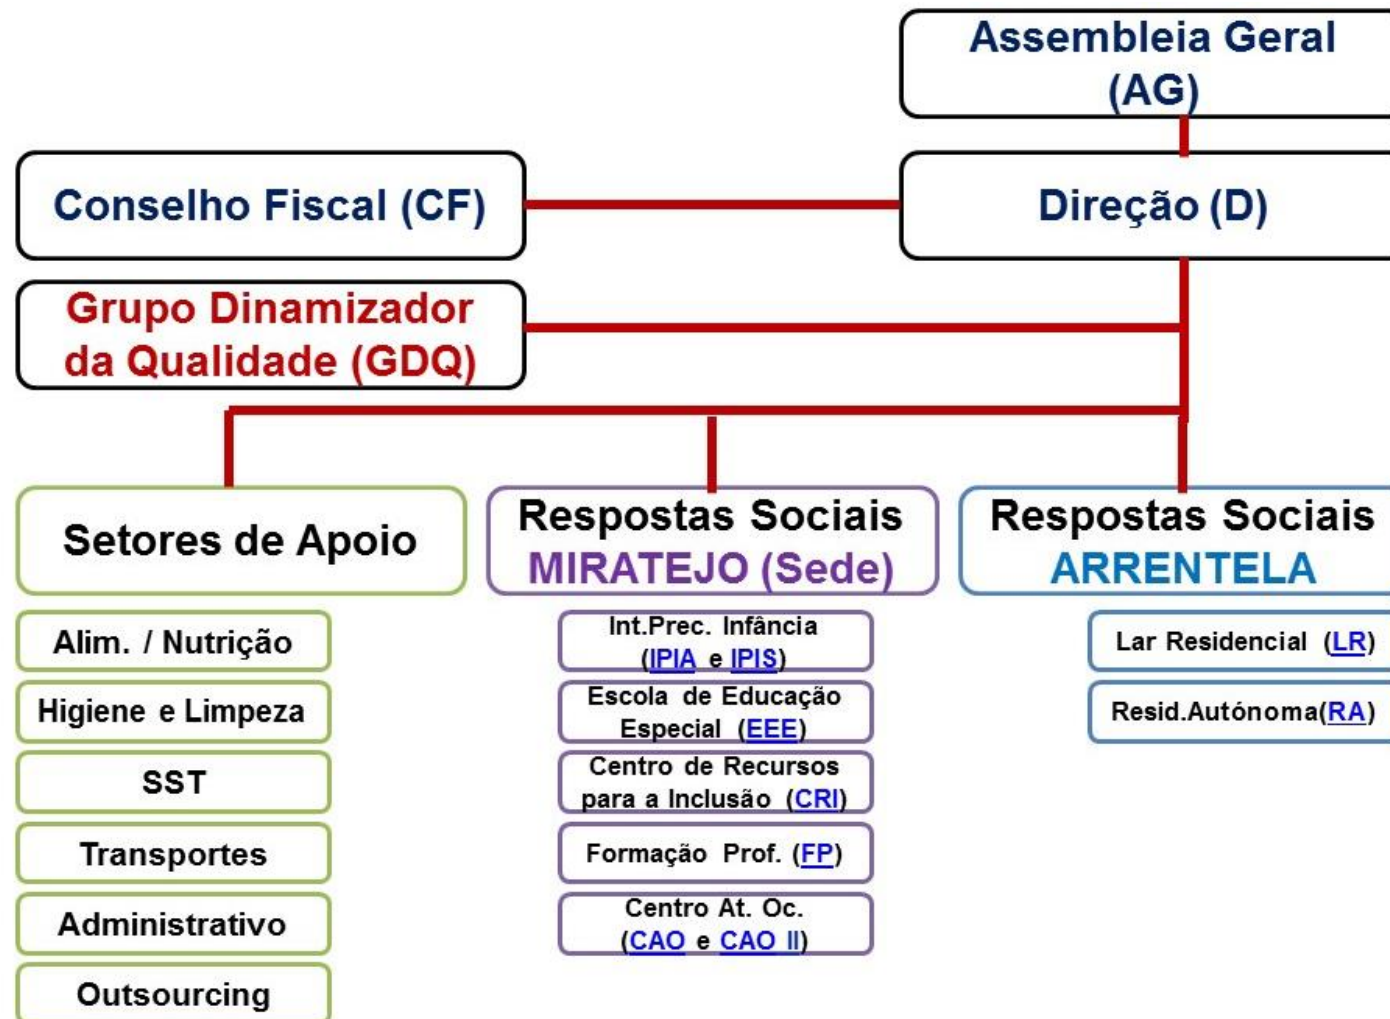 Assembleia Geral
(AG)
Conselho Fiscal (CF)
Direção (D)
Grupo Dinamizador
da Qualidade (GDQ)
Setores de Apoio
Alim. / Nutrição
Higiene e Limpeza
SST
Transportes
Administrativo
Outsourcing
Respostas Sociais
MIRATEJO (Sede)
Int.Prec. Infância
(IPIA e IPIS)
Escola de Educação
Especial (EEE)
Centro de Recursos
para a Inclusão (CRI)
Formação Prof. (FP)
Centro At. Oc.
(CAO e CAO II)
Respostas Sociais
ARRENTELA
Lar Residencial (LR)
Resid.Autónoma(RA)